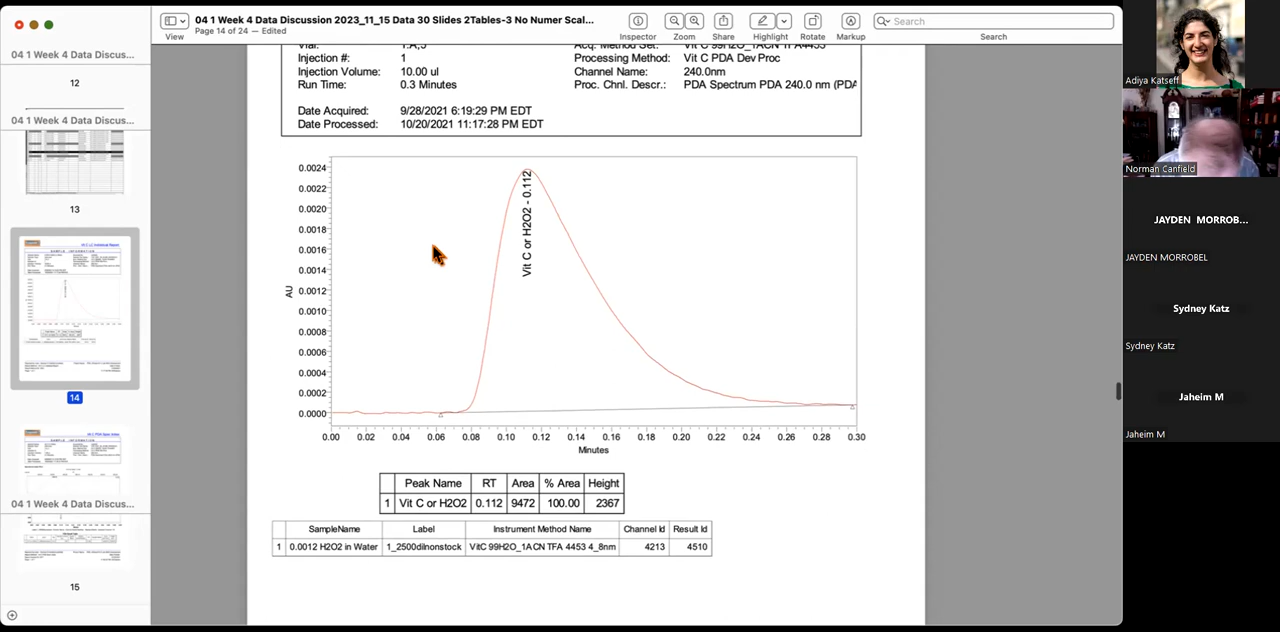 04 1 Week 4 Data Discussion 2023_11_15 Data 30 Slides 2Tables-3 No Numer Scal...
Page 14 of 24 — Edited
View
Inspector
Zoom
Share
Highlight
Rotate
Markup
Search
Search
04 1 Week 4 Data Discus...
12
04 1 Week 4 Data Discus...
13
14
04 1 Week 4 Data Discus...
15
Injection #: 1
Injection Volume: 10.00 ul
Run Time: 0.3 Minutes
Date Acquired: 9/28/2021 6:19:29 PM EDT
Date Processed: 10/20/2021 11:17:28 PM EDT
Processing Method: Vit C PDA Dev Proc
Channel Name: 240.0nm
Proc. Chnl. Descr.: PDA Spectrum PDA 240.0 nm (PDA
0.0024
0.0022
0.0020
0.0018
0.0016
0.0014
0.0012
0.0010
0.0008
0.0006
0.0004
0.0002
0.0000
AU
Vit C or H2O2 - 0.112
0.00 0.02 0.04 0.06 0.08 0.10 0.12 0.14 0.16 0.18 0.20 0.22 0.24 0.26 0.28 0.30
Minutes
Peak Name RT Area % Area Height
1 Vit C or H2O2 0.112 9472 100.00 2367
SampleName Label Instrument Method Name Channel Id Result Id
1 0.0012 H2O2 in Water 1_2500dilnonstock VitC 99H2O_1ACN TFA 4453 4_8nm 4213 4510
Adiya Katseff
Norman Canfield
JAYDEN MORROB...
JAYDEN MORROBEL
Sydney Katz
Sydney Katz
Jaheim M
Jaheim M